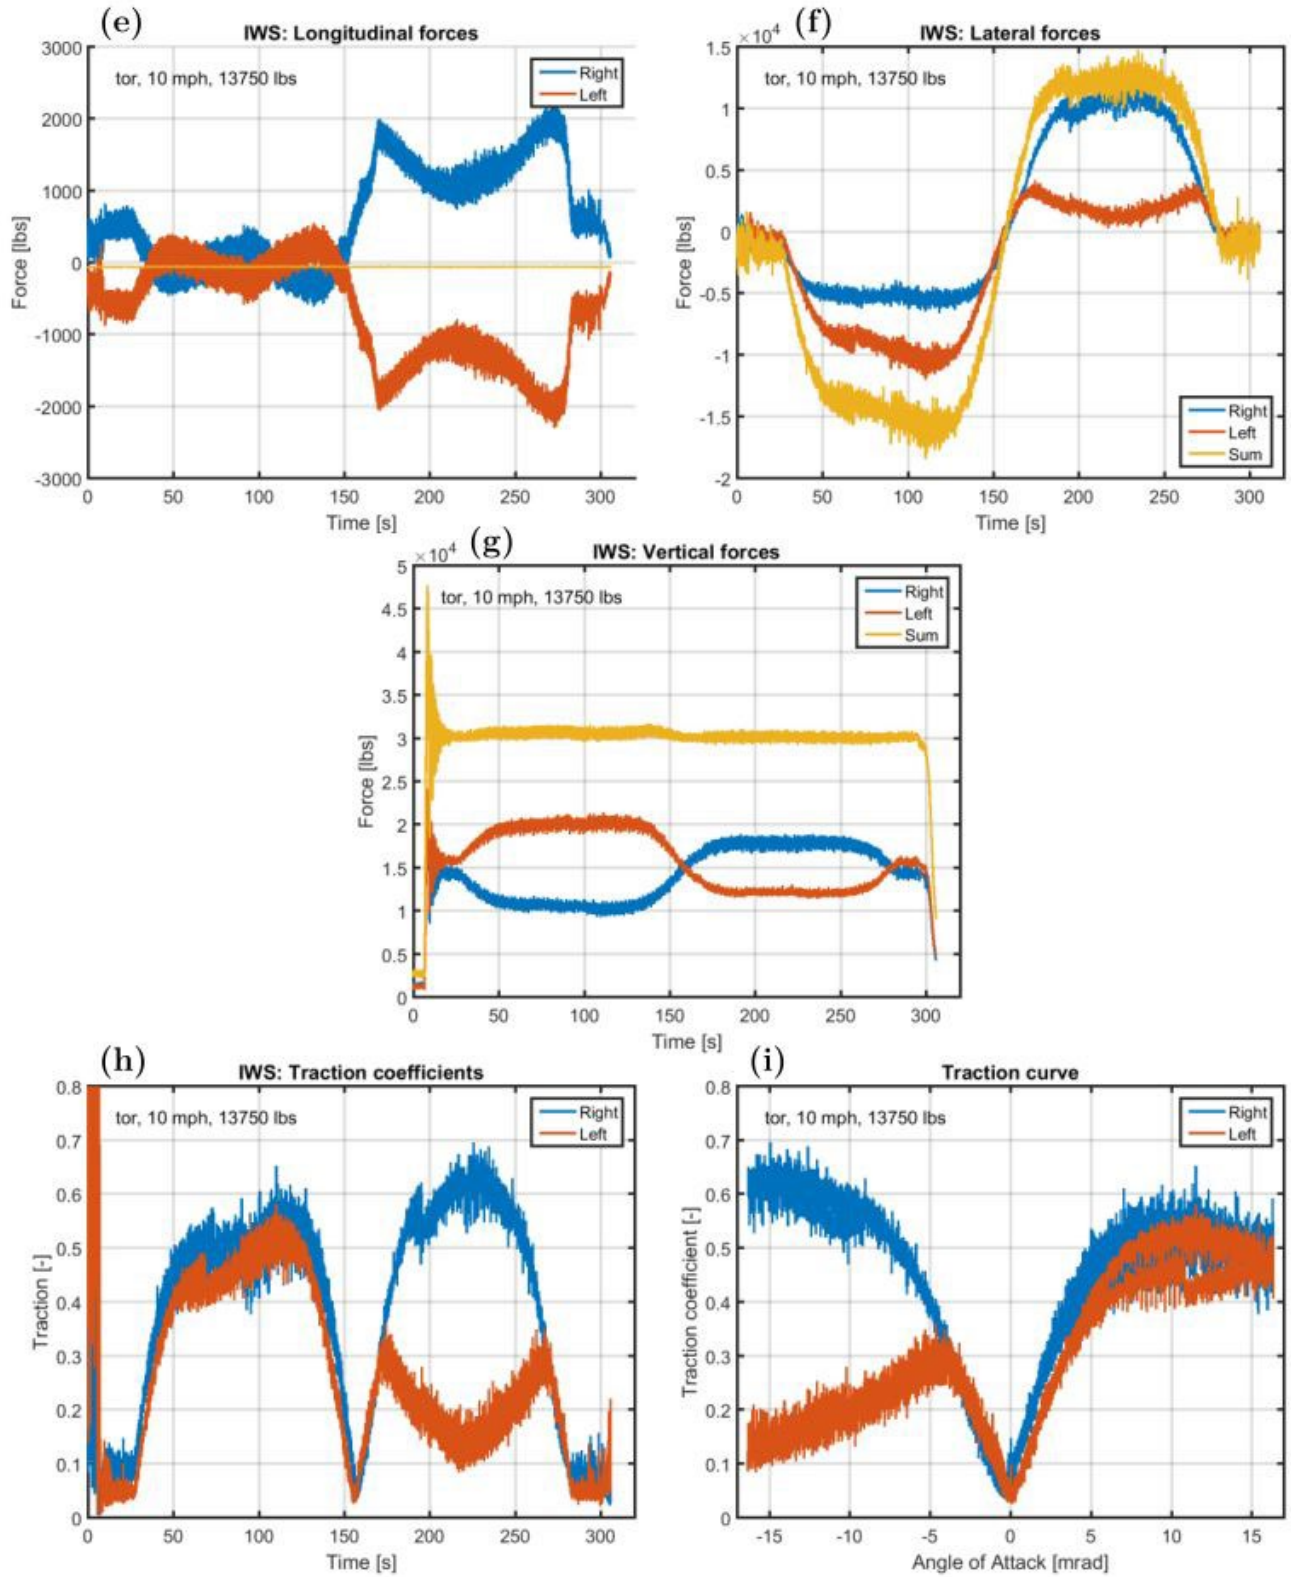 (e)
IWS: Longitudinal forces
tor, 10 mph, 13750 lbs
Right
Left
3000
2000
1000
0
-1000
-2000
-3000
Force [lbs]
0 50 100 150 200 250 300
Time [s]
(f)
×10⁴
IWS: Lateral forces
tor, 10 mph, 13750 lbs
1.5
1
0.5
0
-0.5
-1
-1.5
-2
Force [lbs]
Right
Left
Sum
0 50 100 150 200 250 300
Time [s]
(g)
×10⁴
IWS: Vertical forces
tor, 10 mph, 13750 lbs
Right
Left
Sum
5
4.5
4
3.5
3
2.5
2
1.5
1
0.5
0
Force [lbs]
0 50 100 150 200 250 300
Time [s]
(h)
IWS: Traction coefficients
tor, 10 mph, 13750 lbs
Right
Left
0.8
0.7
0.6
0.5
0.4
0.3
0.2
0.1
0
Traction [-]
0 50 100 150 200 250 300
Time [s]
(i)
Traction curve
tor, 10 mph, 13750 lbs
Right
Left
0.8
0.7
0.6
0.5
0.4
0.3
0.2
0.1
0
Traction coefficient [-]
-15 -10 -5 0 5 10 15
Angle of Attack [mrad]